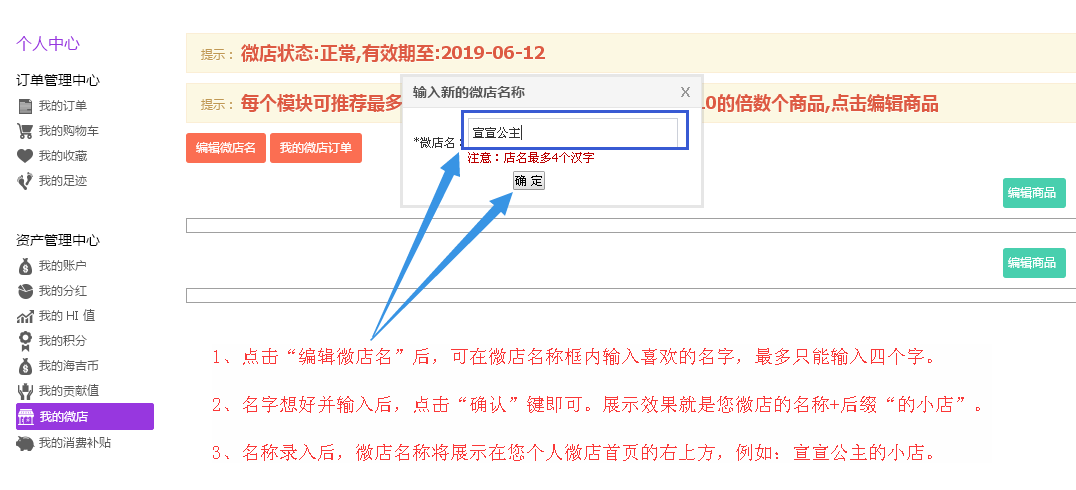 个人中心
订单管理中心
我的订单
我的购物车
我的收藏
我的足迹
资产管理中心
我的账户
我的分红
我的 HI 值
我的积分
我的海吉币
我的贡献值
我的微店
我的消费补贴
提示： 微店状态:正常,有效期至:2019-06-12
提示： 每个模块可推荐最多
0的倍数个商品,点击编辑商品
编辑微店名 我的微店订单
输入新的微店名称 X
*微店名： 宣宣公主
注意：店名最多4个汉字
确 定
编辑商品
编辑商品
1、点击“编辑微店名”后，可在微店名称框内输入喜欢的名字，最多只能输入四个字。
2、名字想好并输入后，点击“确认”键即可。展示效果就是您微店的名称+后缀“的小店”。
3、名称录入后，微店名称将展示在您个人微店首页的右上方，例如：宣宣公主的小店。